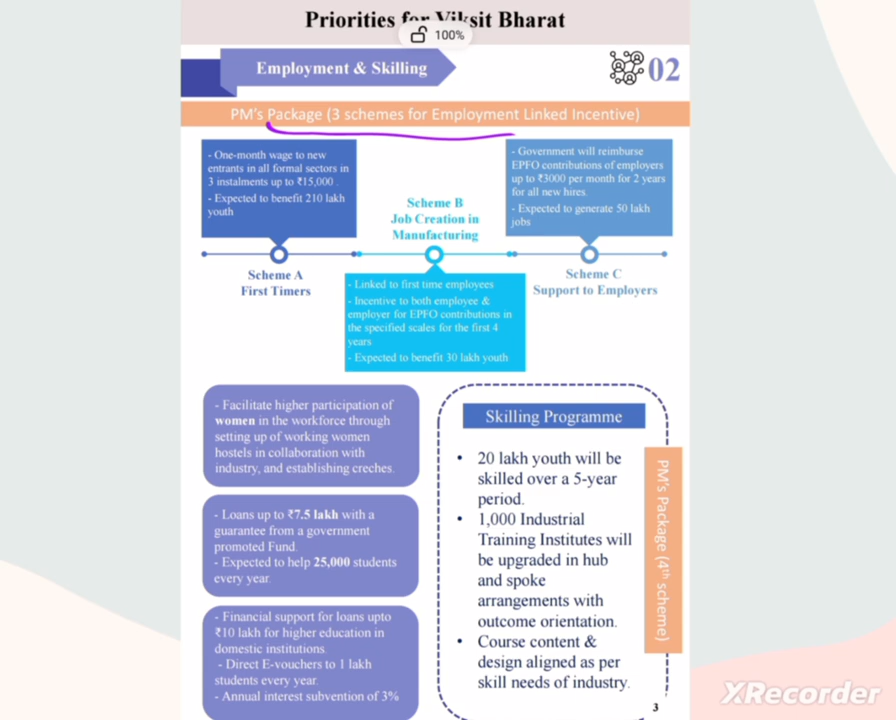 Priorities for Viksit Bharat
100%
Employment & Skilling
02
PM's Package (3 schemes for Employment Linked Incentive)
- One-month wage to new
entrants in all formal sectors in
3 instalments up to ₹15,000.
- Expected to benefit 210 lakh
youth
Scheme A
First Timers
Scheme B
Job Creation in
Manufacturing
- Linked to first time employees
- Incentive to both employee &
employer for EPFO contributions in
the specified scales for the first 4
years
- Expected to benefit 30 lakh youth
- Government will reimburse
EPFO contributions of employers
up to ₹3000 per month for 2 years
for all new hires.
- Expected to generate 50 lakh
jobs
Scheme C
Support to Employers
- Facilitate higher participation of
women in the workforce through
setting up of working women
hostels in collaboration with
industry, and establishing creches.
- Loans up to ₹7.5 lakh with a
guarantee from a government
promoted Fund.
- Expected to help 25,000 students
every year.
- Financial support for loans upto
₹10 lakh for higher education in
domestic institutions.
- Direct E-vouchers to 1 lakh
students every year.
- Annual interest subvention of 3%
Skilling Programme
• 20 lakh youth will be
skilled over a 5-year
period.
• 1,000 Industrial
Training Institutes will
be upgraded in hub
and spoke
arrangements with
outcome orientation.
• Course content &
design aligned as per
skill needs of industry.
PM's Package (4th scheme)
3
XRecorder